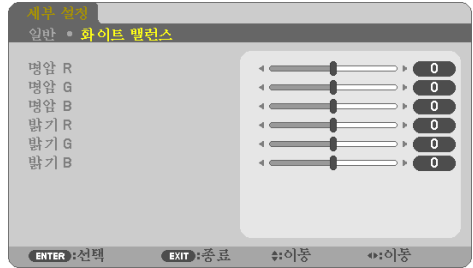 세부 설정
일반 • 화이트 밸런스
명암 R 0
명암 G 0
명암 B 0
밝기 R 0
밝기 G 0
밝기 B 0
ENTER:선택 EXIT:종료 :이동 :이동